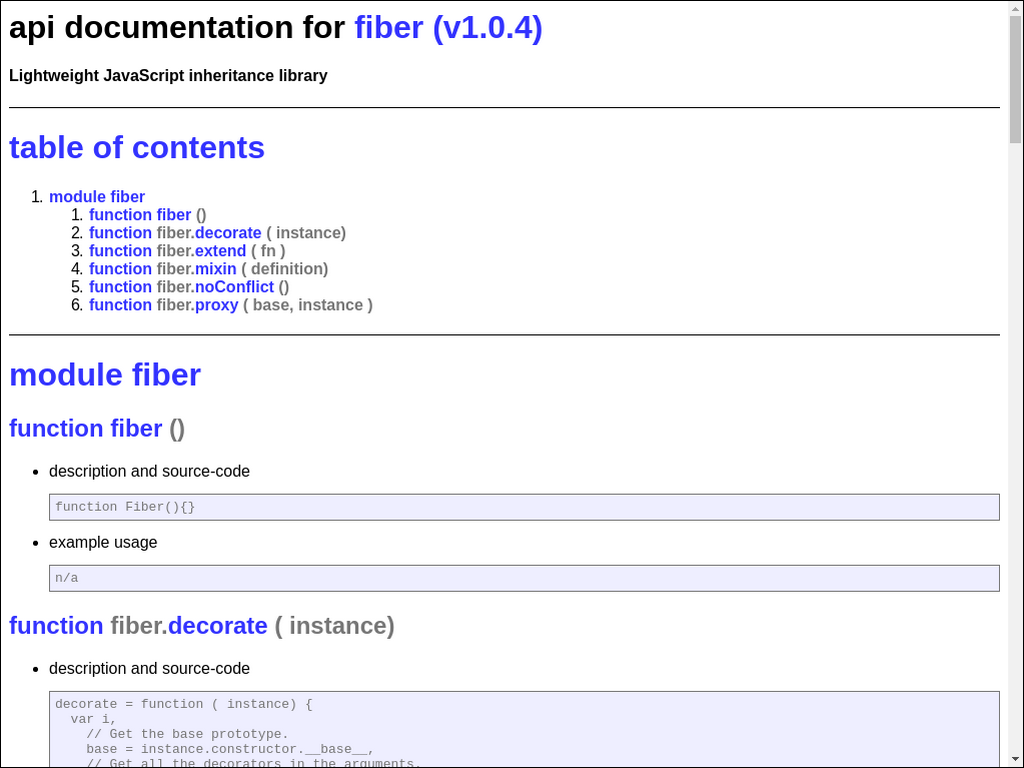 api documentation for fiber (v1.0.4)
Lightweight JavaScript inheritance library
table of contents
1. module fiber
1. function fiber ()
2. function fiber.decorate ( instance)
3. function fiber.extend ( fn )
4. function fiber.mixin ( definition)
5. function fiber.noConflict ()
6. function fiber.proxy ( base, instance )
module fiber
function fiber ()
• description and source-code
function Fiber(){}
• example usage
n/a
function fiber.decorate ( instance)
• description and source-code
decorate = function ( instance) {
  var i,
    // Get the base prototype.
    base = instance.constructor.__base__,
    // Get all the decorators in the arguments.